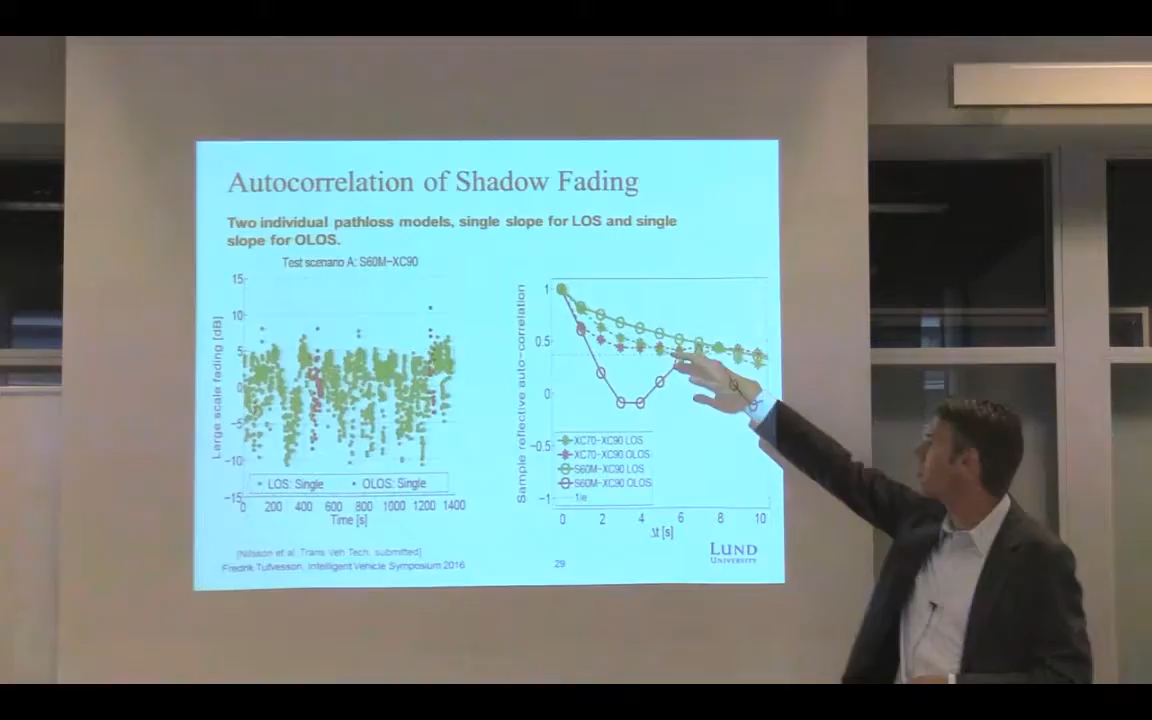 Autocorrelation of Shadow Fading
Two individual pathloss models, single slope for LOS and single
slope for OLOS.
Test scenario A: S60M-XC90
Large scale fading [dB]
15
10
5
0
-5
-10
-15
LOS: Single
OLOS: Single
0 200 400 600 800 1000 1200 1400
Time [s]
Sample reflective auto-correlation
1
0.5
0
-0.5
-1
XC70-XC90 LOS
XC70-XC90 OLOS
S60M-XC90 LOS
S60M-XC90 OLOS
1/e
0 2 4 6 8 10
Δt [s]
[Nilsson et al, Trans Veh Tech, submitted]
Fredrik Tufvesson, Intelligent Vehicle Symposium 2016
29
LUND
UNIVERSITY